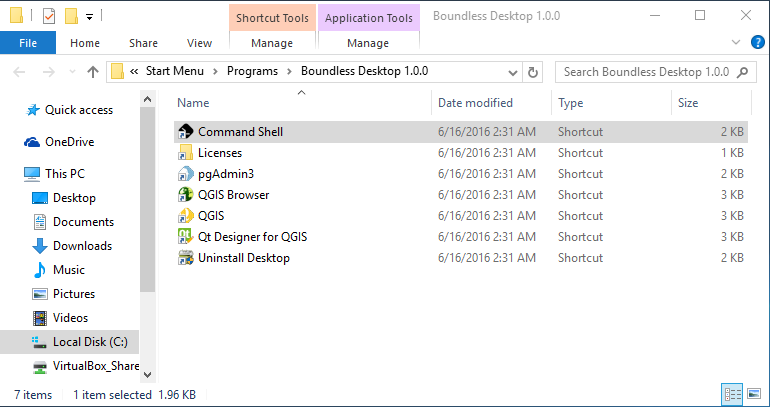 Shortcut Tools Application Tools Boundless Desktop 1.0.0
File Home Share View Manage Manage
« Start Menu Programs Boundless Desktop 1.0.0 Search Boundless Desktop 1.0.0
Name Date modified Type Size
Quick access
OneDrive
This PC
Desktop
Documents
Downloads
Music
Pictures
Videos
Local Disk (C:)
VirtualBox_Share
Command Shell 6/16/2016 2:31 AM Shortcut 2 KB
Licenses 6/16/2016 2:31 AM Shortcut 1 KB
pgAdmin3 6/16/2016 2:31 AM Shortcut 2 KB
QGIS Browser 6/16/2016 2:31 AM Shortcut 3 KB
QGIS 6/16/2016 2:31 AM Shortcut 3 KB
Qt Designer for QGIS 6/16/2016 2:31 AM Shortcut 3 KB
Uninstall Desktop 6/16/2016 2:31 AM Shortcut 2 KB
7 items 1 item selected 1.96 KB